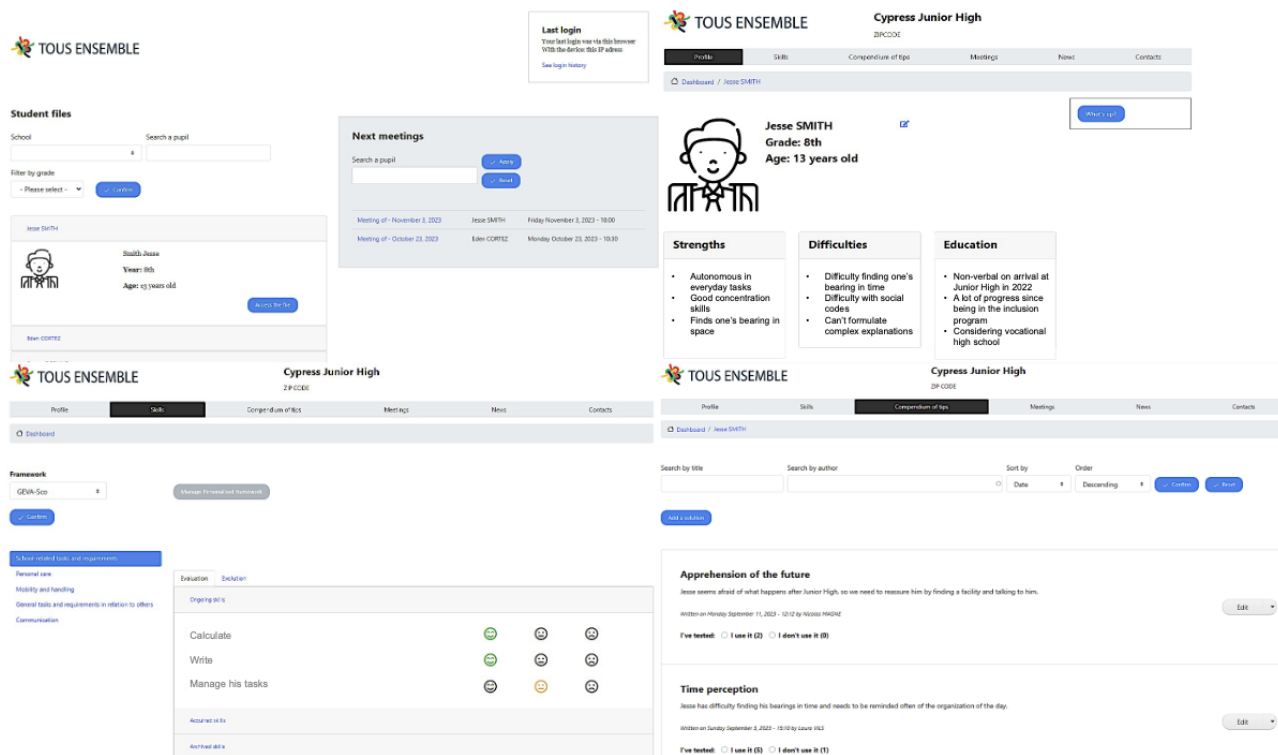 TOUS ENSEMBLE
Last login
Your last login was via this browser
With the device: this IP adress
See login history
Student files
School
Search a pupil
Filter by grade
- Please select -
Confirm
Jesse SMITH
Smith Jesse
Year: 8th
Age: 13 years old
Access the file
Eden CORTEZ
Next meetings
Search a pupil
Apply
Reset
Meeting of - November 3, 2023 Jesse SMITH Friday November 3, 2023 - 10:00
Meeting of - October 23, 2023 Eden CORTEZ Monday October 23, 2023 - 10:30
TOUS ENSEMBLE
Cypress Junior High
ZIPCODE
Profile Skills Compendium of tips Meetings News Contacts
Dashboard / Jesse SMITH
What's up?
Jesse SMITH
Grade: 8th
Age: 13 years old
Strengths
• Autonomous in
everyday tasks
• Good concentration
skills
• Finds one's bearing in
space
Difficulties
• Difficulty finding one's
bearing in time
• Difficulty with social
codes
• Can't formulate
complex explanations
Education
• Non-verbal on arrival at
Junior High in 2022
• A lot of progress since
being in the inclusion
program
• Considering vocational
high school
TOUS ENSEMBLE
Cypress Junior High
ZIPCODE
Profile Skills Compendium of tips Meetings News Contacts
Dashboard
Framework
GEVA-Sco
Manage Personalized framework
Confirm
School-related tasks and requirements
Personal care
Mobility and handling
General tasks and requirements in relation to others
Communication
Evaluation Evolution
Ongoing skills
Calculate
Write
Manage his tasks
Acquired skills
Archived skills
TOUS ENSEMBLE
Cypress Junior High
ZIP CODE
Profile Skills Compendium of tips Meetings News Contacts
Dashboard / Jesse SMITH
Search by title Search by author Sort by Order
Date Descending Confirm Reset
Add a solution
Apprehension of the future
Jesse seems afraid of what happens after Junior High, so we need to reassure him by finding a facility and talking to him.
Written on Monday September 11, 2023 - 12:12 by Nicolas MAGNE
Edit
I've tested: I use it (2) I don't use it (0)
Time perception
Jesse has difficulty finding his bearings in time and needs to be reminded often of the organization of the day.
Written on Sunday September 3, 2023 - 15:10 by Laura VILS
Edit
I've tested: I use it (5) I don't use it (1)